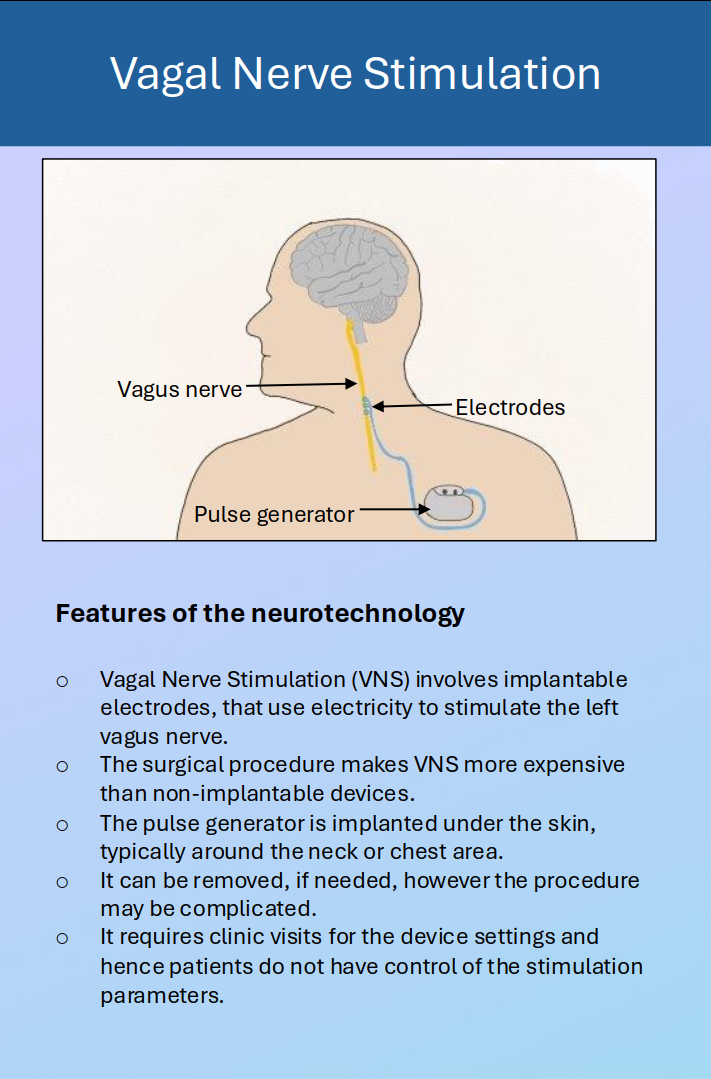 Vagal Nerve Stimulation
Vagus nerve
Electrodes
Pulse generator
Features of the neurotechnology
o Vagal Nerve Stimulation (VNS) involves implantable
electrodes, that use electricity to stimulate the left
vagus nerve.
o The surgical procedure makes VNS more expensive
than non-implantable devices.
o The pulse generator is implanted under the skin,
typically around the neck or chest area.
o It can be removed, if needed, however the procedure
may be complicated.
o It requires clinic visits for the device settings and
hence patients do not have control of the stimulation
parameters.